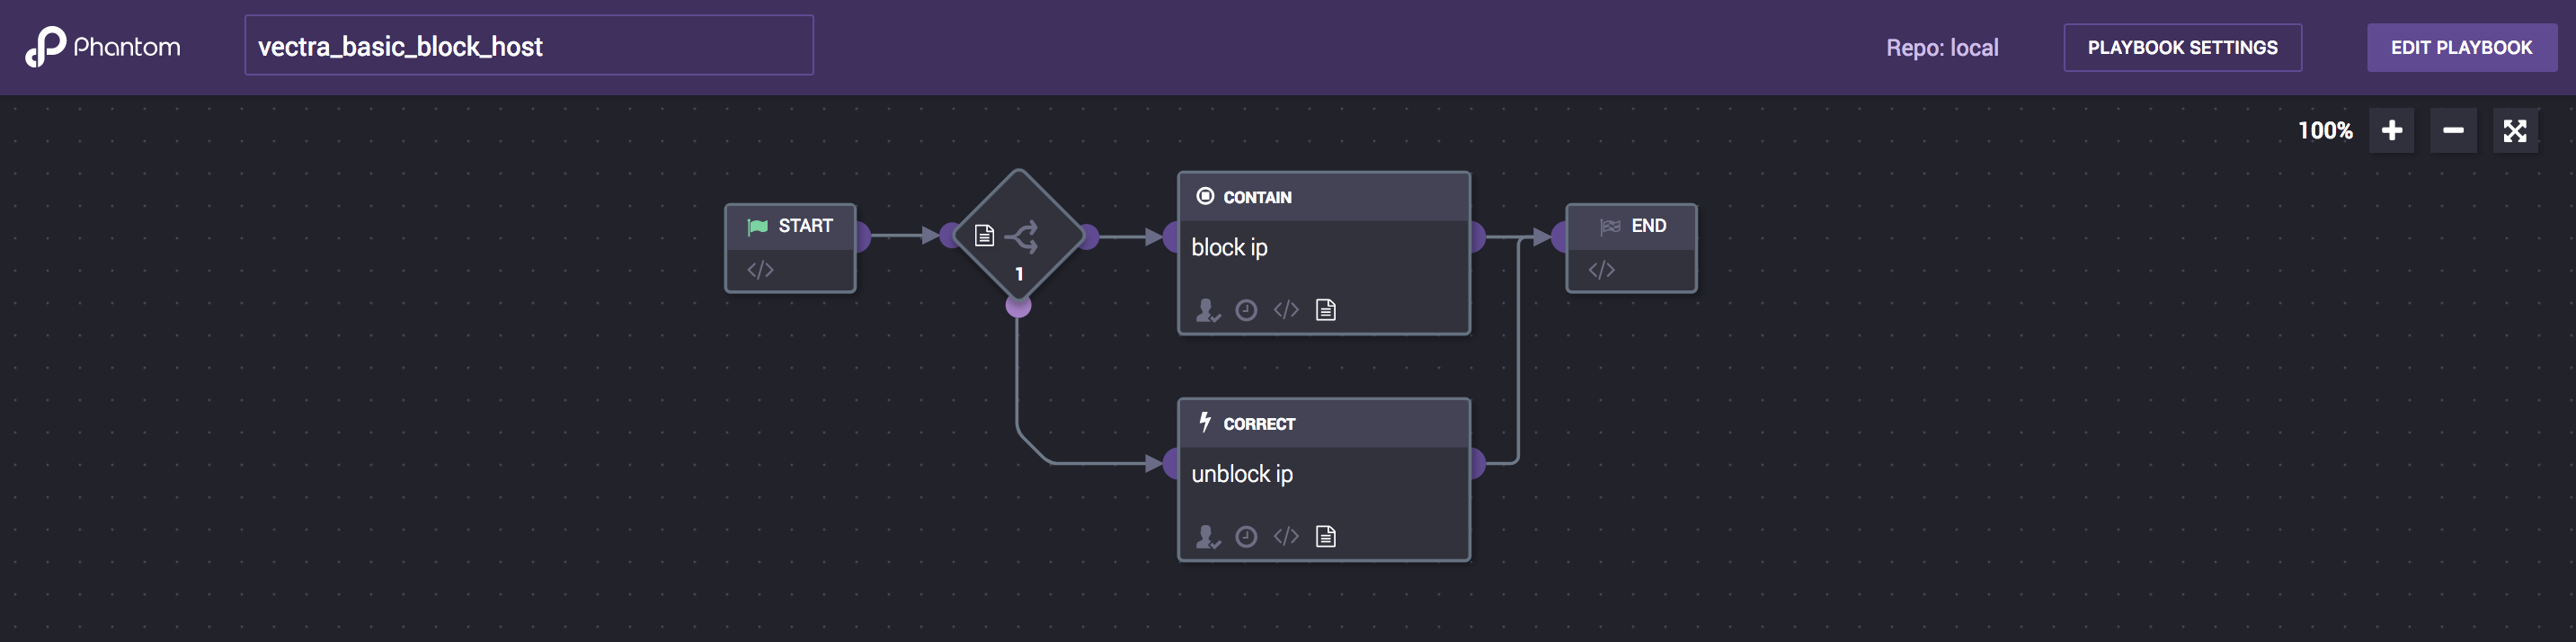 Phantom
vectra_basic_block_host
Repo: local
PLAYBOOK SETTINGS
EDIT PLAYBOOK
100%
START
</>
1
CONTAIN
block ip
</>
END
</>
CORRECT
unblock ip
</>